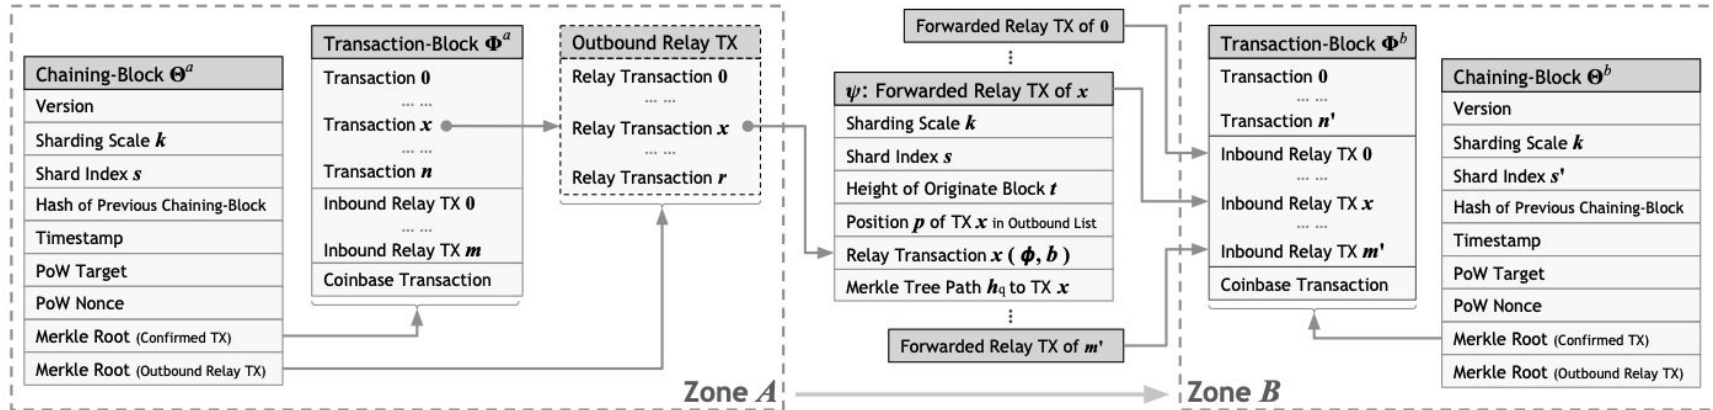 Chaining-Block Θᵃ
Version
Sharding Scale k
Shard Index s
Hash of Previous Chaining-Block
Timestamp
PoW Target
PoW Nonce
Merkle Root (Confirmed TX)
Merkle Root (Outbound Relay TX)
Transaction-Block Φᵃ
Transaction 0
... ...
Transaction x
... ...
Transaction n
Inbound Relay TX 0
... ...
Inbound Relay TX m
Coinbase Transaction
Outbound Relay TX
Relay Transaction 0
... ...
Relay Transaction x
... ...
Relay Transaction r
Zone A
Forwarded Relay TX of 0
⋮
ψ: Forwarded Relay TX of x
Sharding Scale k
Shard Index s
Height of Originate Block t
Position p of TX x in Outbound List
Relay Transaction x ( ϕ, b )
Merkle Tree Path hq to TX x
⋮
Forwarded Relay TX of m'
Transaction-Block Φᵇ
Transaction 0
... ...
Transaction n'
Inbound Relay TX 0
... ...
Inbound Relay TX x
... ...
Inbound Relay TX m'
Coinbase Transaction
Chaining-Block Θᵇ
Version
Sharding Scale k
Shard Index s'
Hash of Previous Chaining-Block
Timestamp
PoW Target
PoW Nonce
Merkle Root (Confirmed TX)
Merkle Root (Outbound Relay TX)
Zone B